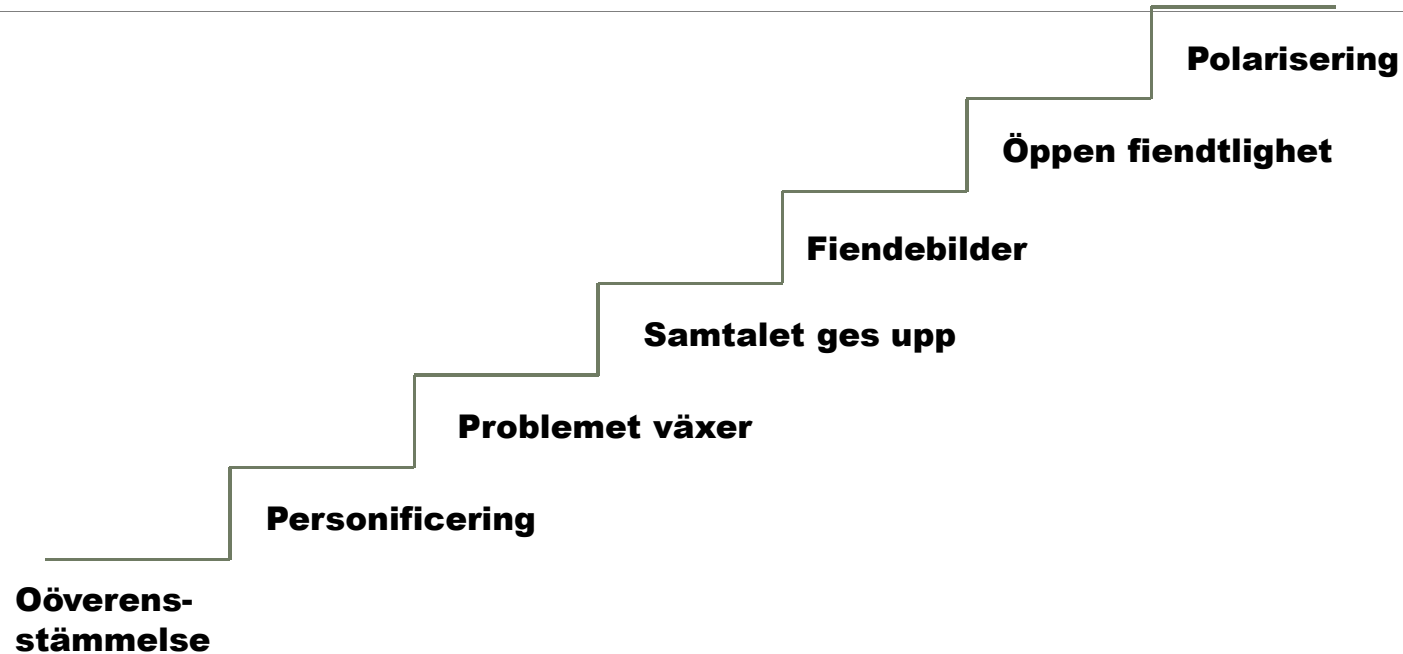 Polarisering
Öppen fiendtlighet
Fiendebilder
Samtalet ges upp
Problemet växer
Personificering
Oöverens-
stämmelse